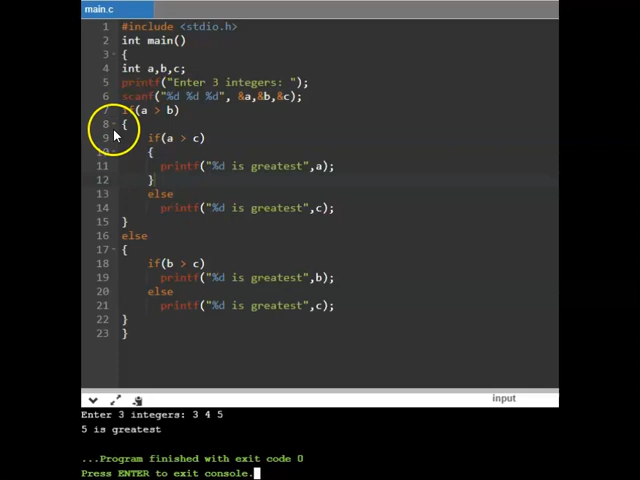 main.c
1 #include <stdio.h>
2 int main()
3 {
4 int a,b,c;
5 printf("Enter 3 integers: ");
6 scanf("%d %d %d", &a,&b,&c);
7 if(a > b)
8 {
9 if(a > c)
10 {
11 printf("%d is greatest",a);
12 }
13 else
14 printf("%d is greatest",c);
15 }
16 else
17 {
18 if(b > c)
19 printf("%d is greatest",b);
20 else
21 printf("%d is greatest",c);
22 }
23 }
input
Enter 3 integers: 3 4 5
5 is greatest
...Program finished with exit code 0
Press ENTER to exit console.